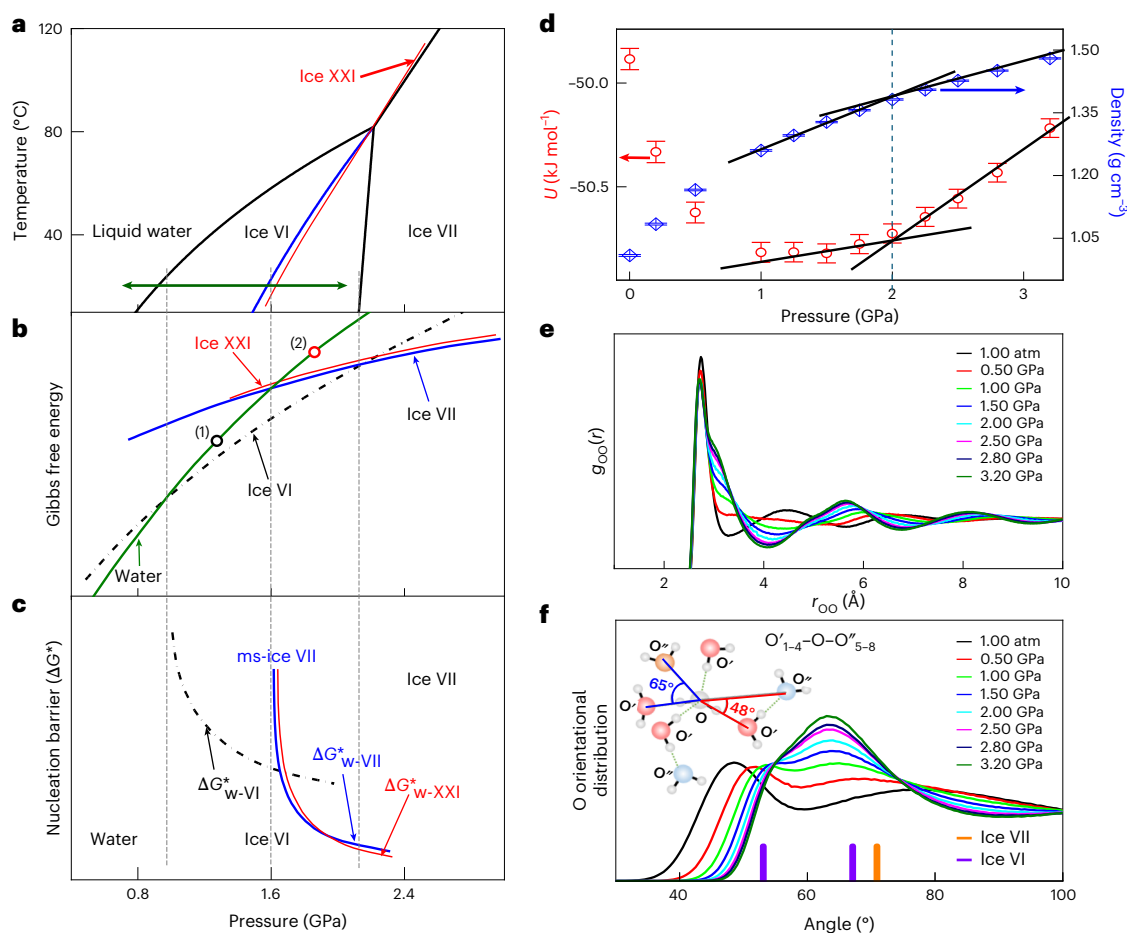 a
120
80
40
Temperature (°C)
Ice XXI
Liquid water
Ice VI
Ice VII
b
Gibbs free energy
Ice XXI
(2)
(1)
Ice VII
Ice VI
Water
c
Nucleation barrier (ΔG*)
ms-ice VII
Ice VII
ΔG*w-VI
ΔG*w-VII
ΔG*w-XXI
Water
Ice VI
0.8
1.6
2.4
Pressure (GPa)
d
−50.0
−50.5
U (kJ mol−1)
1.50
1.35
1.20
1.05
Density (g cm−3)
0
1
2
3
Pressure (GPa)
e
gOO(r)
1.00 atm
0.50 GPa
1.00 GPa
1.50 GPa
2.00 GPa
2.50 GPa
2.80 GPa
3.20 GPa
2
4
6
8
10
rOO (Å)
f
O orientational
distribution
O′1–4–O–O″5–8
O″
O′
65°
O″
O′
O
48°
O′
O′
O″
1.00 atm
0.50 GPa
1.00 GPa
1.50 GPa
2.00 GPa
2.50 GPa
2.80 GPa
3.20 GPa
Ice VII
Ice VI
40
60
80
100
Angle (°)